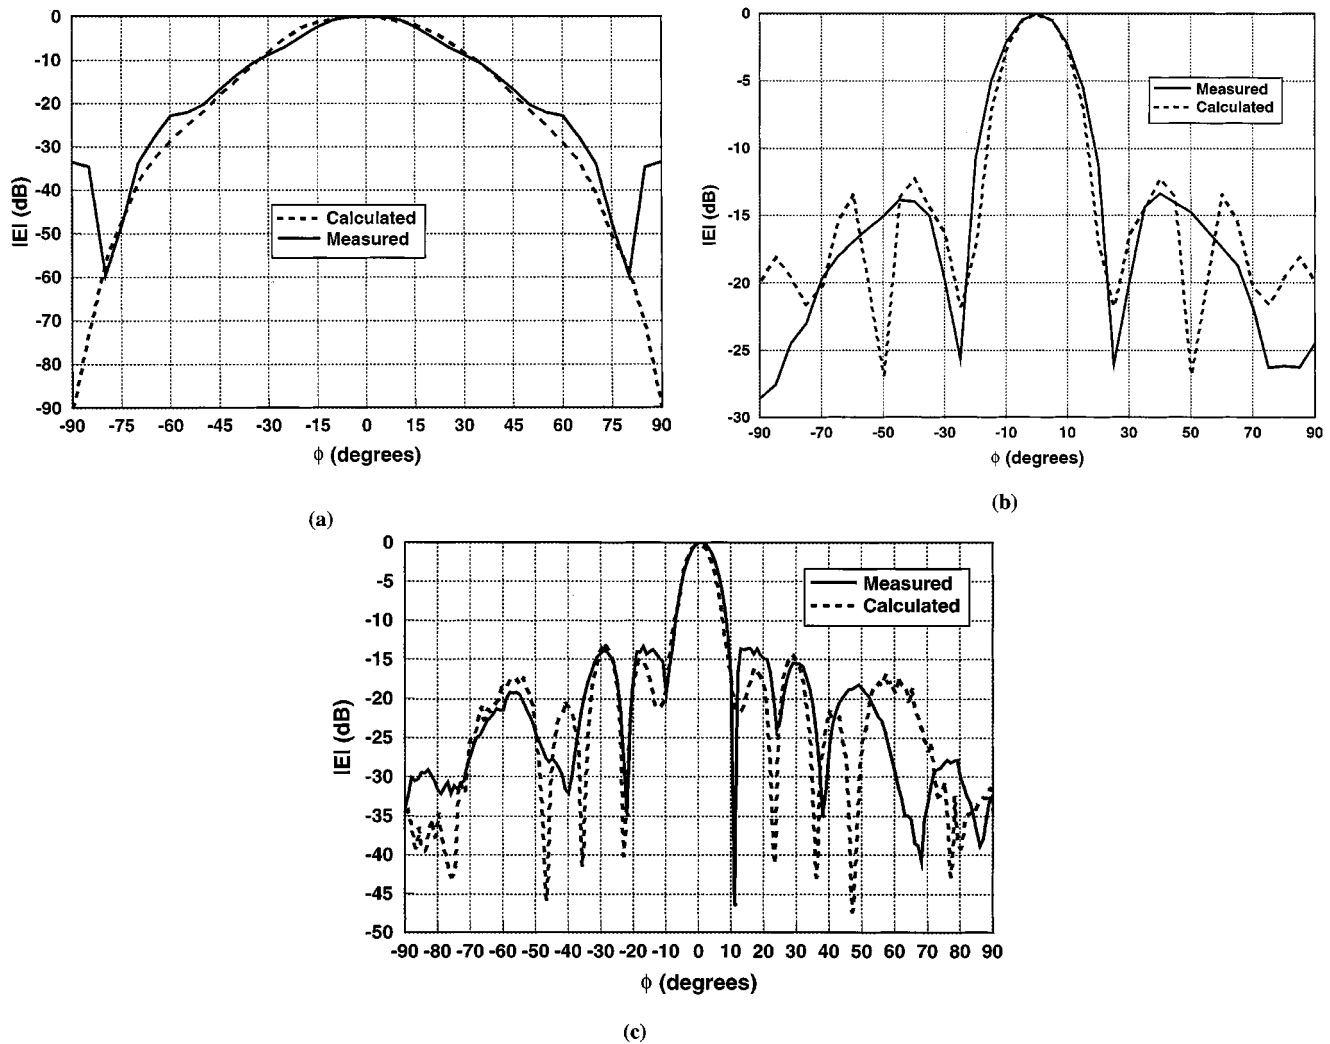 0
-10
-20
-30
-40
-50
-60
-70
-80
-90
|E| (dB)
Calculated
Measured
-90 -75 -60 -45 -30 -15 0 15 30 45 60 75 90
ϕ (degrees)
(a)
0
-5
-10
-15
-20
-25
-30
|E| (dB)
Measured
Calculated
-90 -70 -50 -30 -10 10 30 50 70 90
ϕ (degrees)
(b)
0
-5
-10
-15
-20
-25
-30
-35
-40
-45
-50
|E| (dB)
Measured
Calculated
-90 -80 -70 -60 -50 -40 -30 -20 -10 0 10 20 30 40 50 60 70 80 90
ϕ (degrees)
(c)